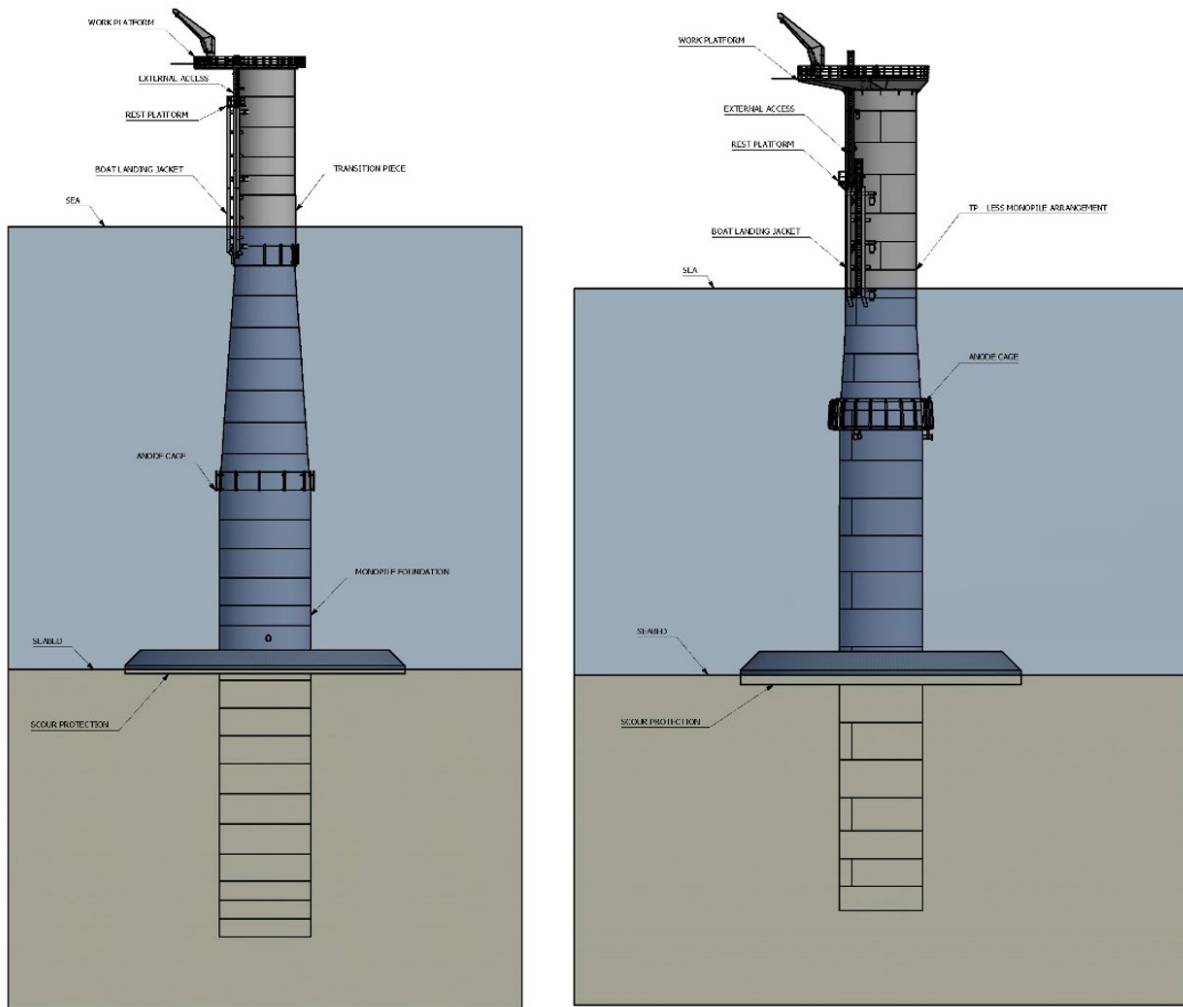 WORK PLATFORM
EXTERNAL ACCESS
REST PLATFORM
BOAT LANDING JACKET
TRANSITION PIECE
SEA
ANODE CAGE
MONOPILE FOUNDATION
SEABED
SCOUR PROTECTION
WORK PLATFORM
EXTERNAL ACCESS
REST PLATFORM
TP LESS MONOPILE ARRANGEMENT
BOAT LANDING JACKET
SEA
ANODE CAGE
SEABED
SCOUR PROTECTION